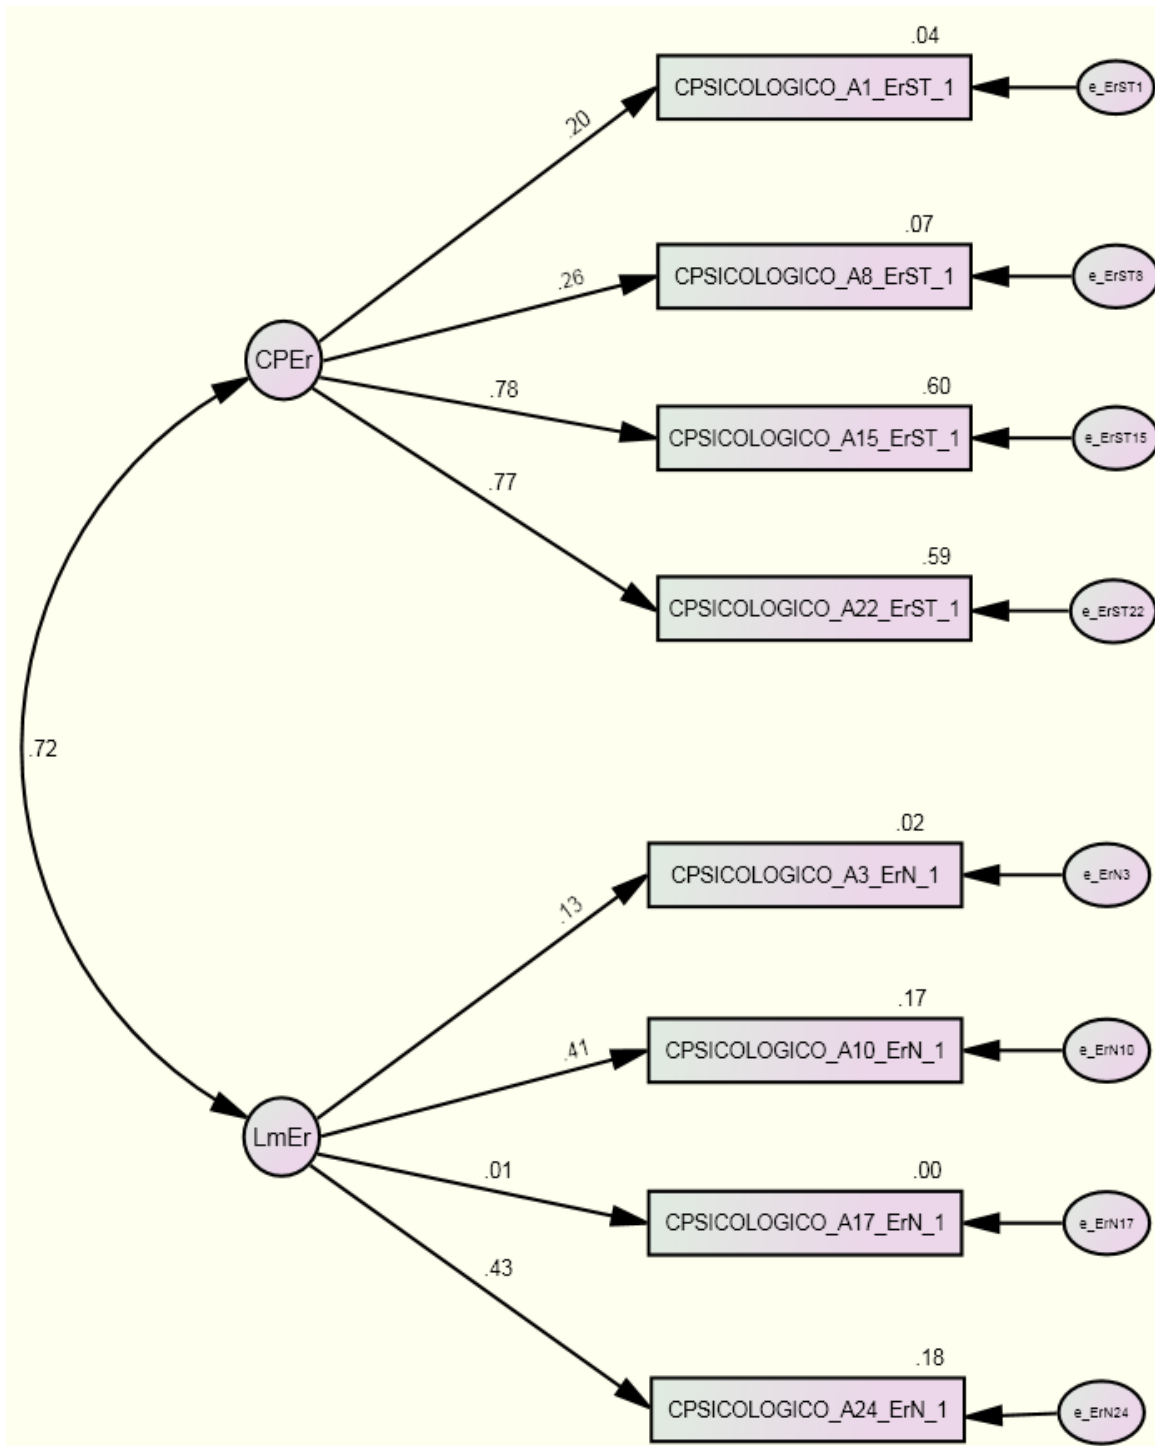 .04
CPSICOLOGICO_A1_ErST_1
e_ErST1
.20
.07
CPSICOLOGICO_A8_ErST_1
e_ErST8
.26
CPEr
.78
.60
CPSICOLOGICO_A15_ErST_1
e_ErST15
.77
.59
CPSICOLOGICO_A22_ErST_1
e_ErST22
.72
.02
CPSICOLOGICO_A3_ErN_1
e_ErN3
.13
.17
CPSICOLOGICO_A10_ErN_1
e_ErN10
.41
LmEr
.01
.00
CPSICOLOGICO_A17_ErN_1
e_ErN17
.43
.18
CPSICOLOGICO_A24_ErN_1
e_ErN24